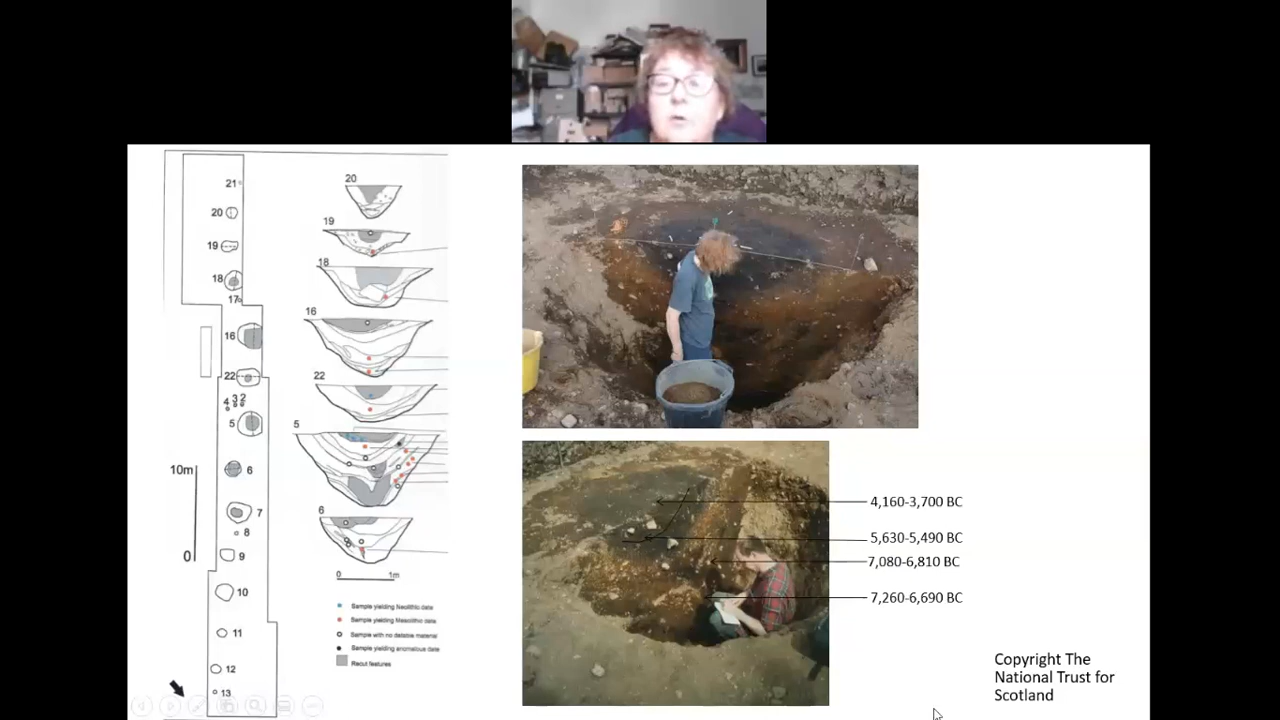 21
20
19
18
17
16
22
4 3 2
5
6
7
8
9
10
11
12
13
10m
0
20
19
18
16
22
5
6
0 1m
Sample yielding Neolithic data
Sample yielding Mesolithic data
Sample with no datable material
Sample yielding anomalous date
Recut features
4,160-3,700 BC
5,630-5,490 BC
7,080-6,810 BC
7,260-6,690 BC
Copyright The
National Trust for
Scotland